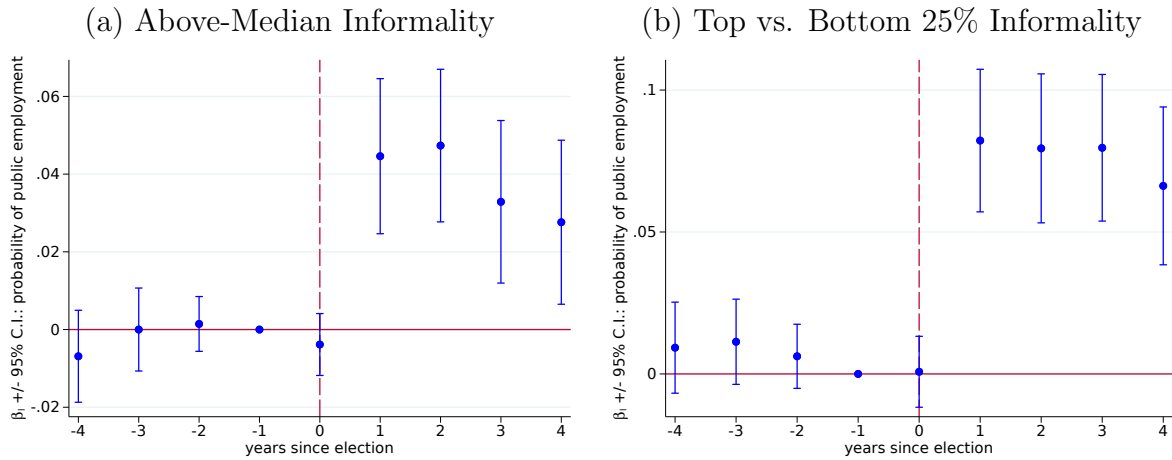 (a) Above-Median Informality
β_i +/- 95% C.I.: probability of public employment
.06
.04
.02
0
-.02
-4 -3 -2 -1 0 1 2 3 4
years since election
(b) Top vs. Bottom 25% Informality
β_i +/- 95% C.I.: probability of public employment
.1
.05
0
-4 -3 -2 -1 0 1 2 3 4
years since election